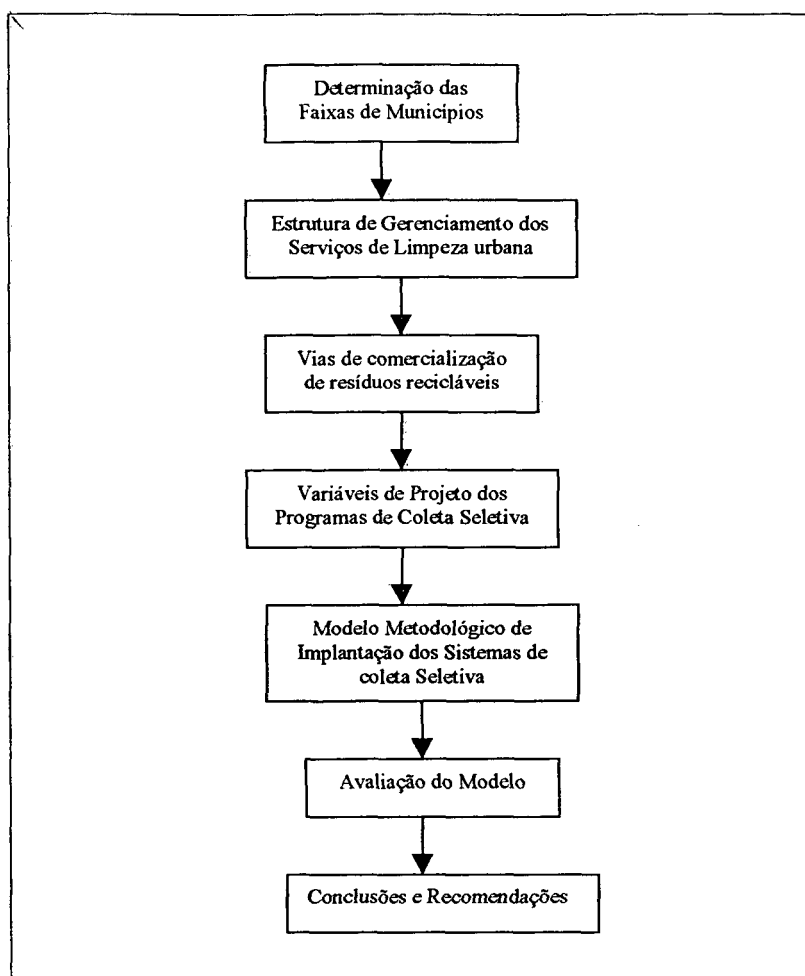 Determinação das
Faixas de Municípios
Estrutura de Gerenciamento dos
Serviços de Limpeza urbana
Vias de comercialização
de resíduos recicláveis
Variáveis de Projeto dos
Programas de Coleta Seletiva
Modelo Metodológico de
Implantação dos Sistemas de
coleta Seletiva
Avaliação do Modelo
Conclusões e Recomendações